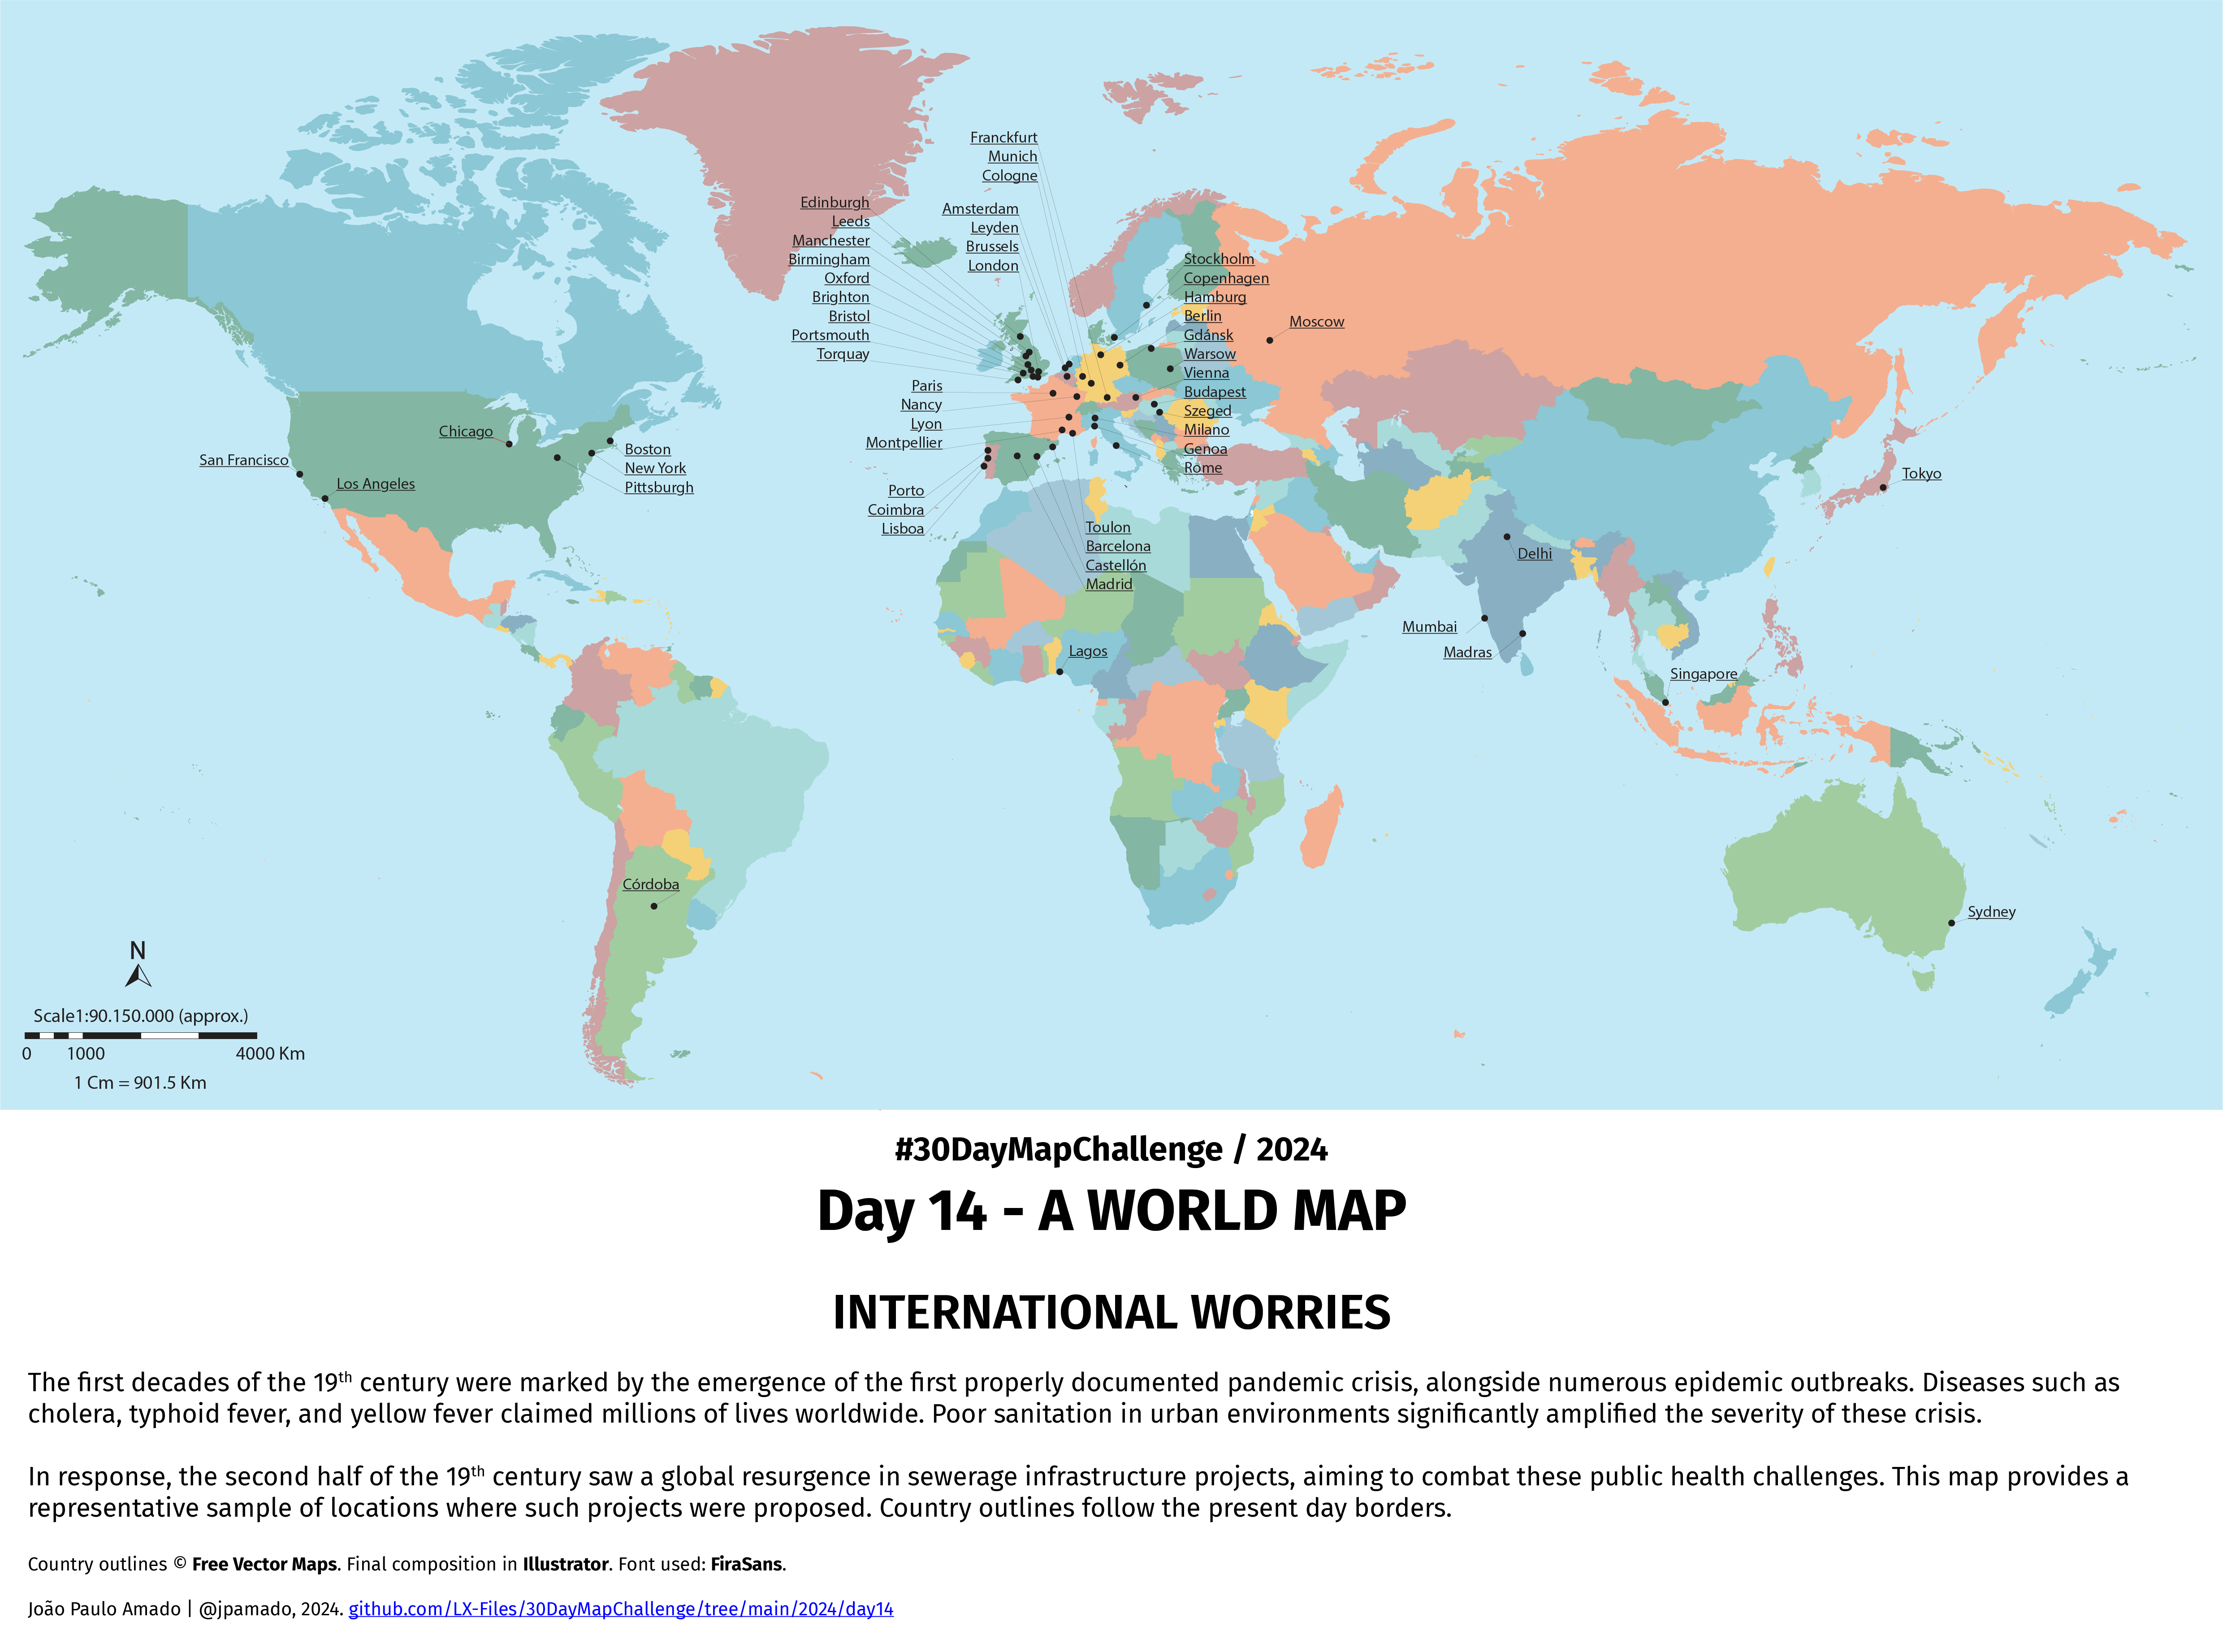 Franckfurt
Munich
Cologne
Edinburgh
Leeds
Manchester
Birmingham
Oxford
Brighton
Bristol
Portsmouth
Torquay
Amsterdam
Leyden
Brussels
London
Stockholm
Copenhagen
Hamburg
Berlin
Gdánsk
Warsow
Vienna
Budapest
Szeged
Milano
Genoa
Rome
Moscow
Paris
Nancy
Lyon
Montpellier
Chicago
San Francisco
Los Angeles
Boston
New York
Pittsburgh
Porto
Coimbra
Lisboa
Toulon
Barcelona
Castellón
Madrid
Tokyo
Delhi
Mumbai
Madras
Lagos
Singapore
Córdoba
Sydney
N
Scale1:90.150.000 (approx.)
0 1000 4000 Km
1 Cm = 901.5 Km
#30DayMapChallenge / 2024
Day 14 - A WORLD MAP
INTERNATIONAL WORRIES
The first decades of the 19th century were marked by the emergence of the first properly documented pandemic crisis, alongside numerous epidemic outbreaks. Diseases such as
cholera, typhoid fever, and yellow fever claimed millions of lives worldwide. Poor sanitation in urban environments significantly amplified the severity of these crisis.
In response, the second half of the 19th century saw a global resurgence in sewerage infrastructure projects, aiming to combat these public health challenges. This map provides a
representative sample of locations where such projects were proposed. Country outlines follow the present day borders.
Country outlines © Free Vector Maps. Final composition in Illustrator. Font used: FiraSans.
João Paulo Amado | @jpamado, 2024. github.com/LX-Files/30DayMapChallenge/tree/main/2024/day14